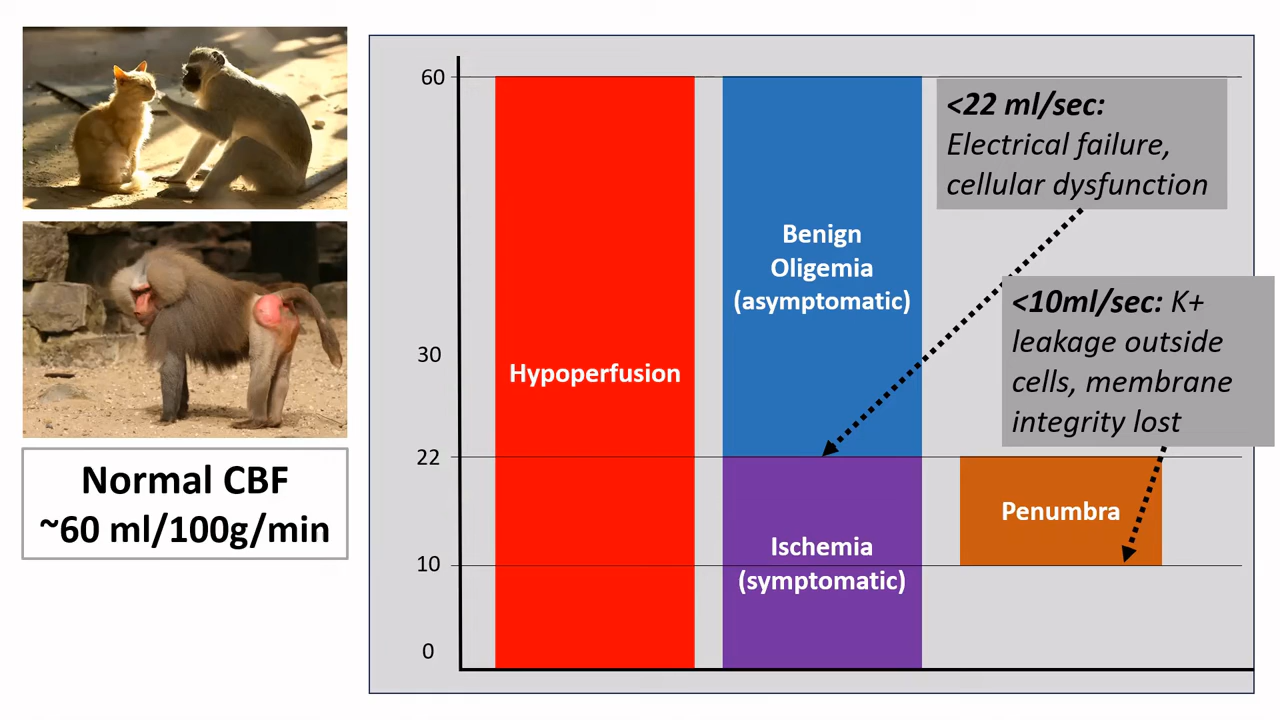 Normal CBF
~60 ml/100g/min
60
30
22
10
0
Hypoperfusion
Benign
Oligemia
(asymptomatic)
Ischemia
(symptomatic)
Penumbra
<22 ml/sec:
Electrical failure,
cellular dysfunction
<10ml/sec: K+
leakage outside
cells, membrane
integrity lost